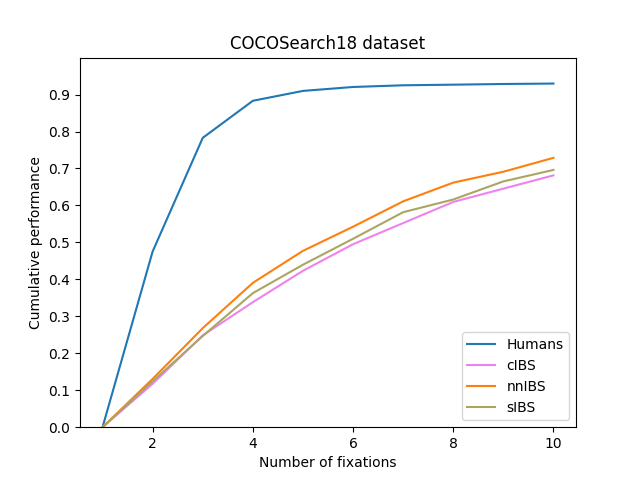 COCOSearch18 dataset
Cumulative performance
0.9
0.8
0.7
0.6
0.5
0.4
0.3
0.2
0.1
0.0
2 4 6 8 10
Number of fixations
Humans
cIBS
nnIBS
sIBS